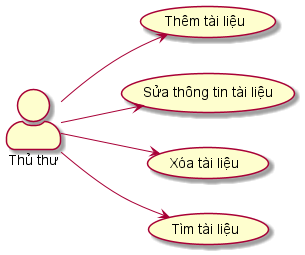 Thêm tài liệu
Sửa thông tin tài liệu
Thủ thư
Xóa tài liệu
Tìm tài liệu